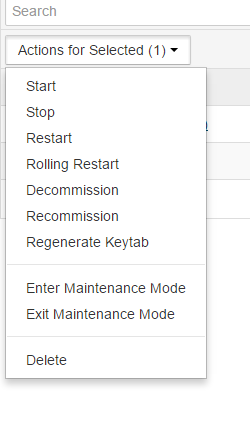 Search
Actions for Selected (1)
Start
Stop
Restart
Rolling Restart
Decommission
Recommission
Regenerate Keytab
Enter Maintenance Mode
Exit Maintenance Mode
Delete